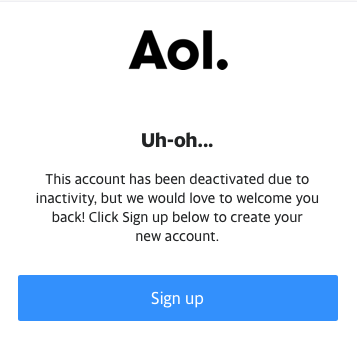 Aol.
Uh-oh...
This account has been deactivated due to
inactivity, but we would love to welcome you
back! Click Sign up below to create your
new account.
Sign up